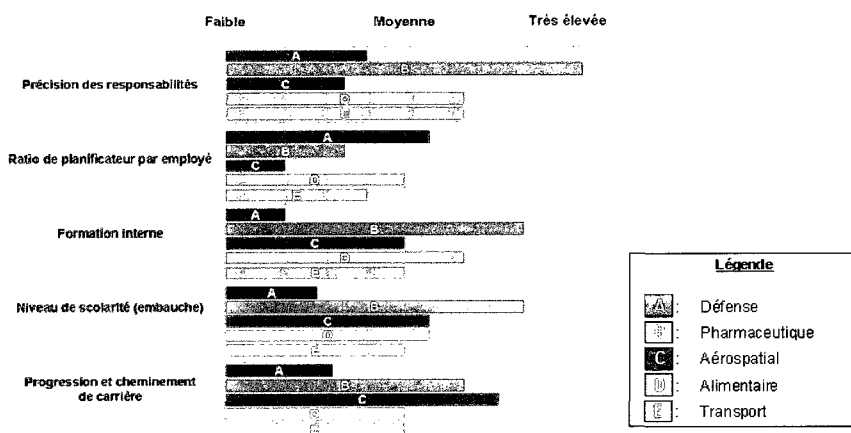 Faible Moyenne Très élevée
A
B
Précision des responsabilités
C
D
E
A
Ratio de planificateur par employé
B
C
D
E
A
Formation interne
B
C
D
E
A
Niveau de scolarité (embauche)
B
C
D
E
A
Progression et cheminement
de carrière
B
C
D
E
Légende
A : Défense
: Pharmaceutique
C : Aérospatial
D : Alimentaire
E : Transport